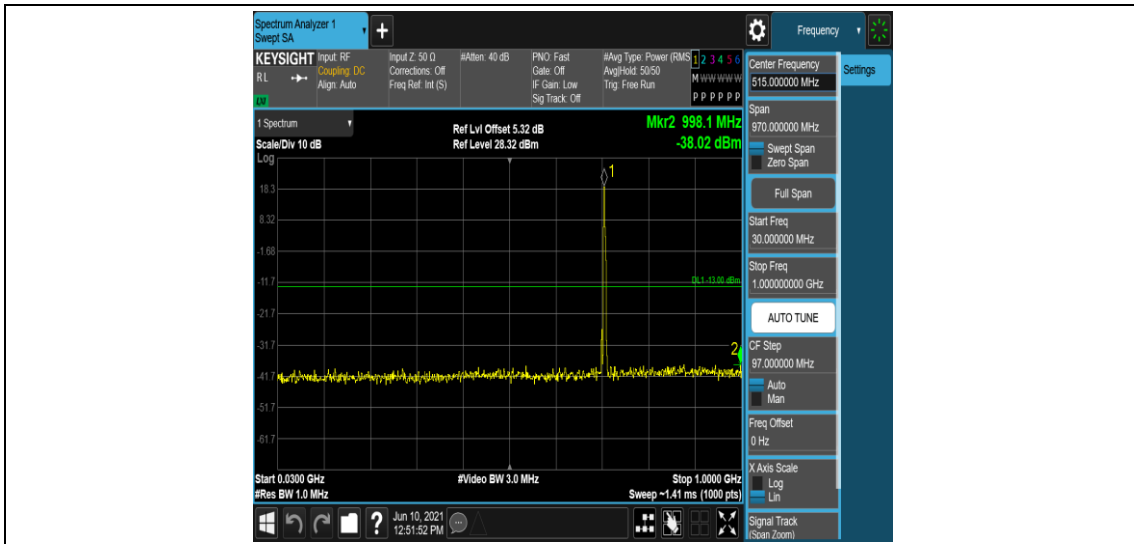 Spectrum Analyzer 1
Swept SA
+
Frequency
KEYSIGHT
RL
LW
Input: RF
Coupling: DC
Align: Auto
Input Z: 50 Ω
Corrections: Off
Freq Ref: Int (S)
#Atten: 40 dB
PNO: Fast
Gate: Off
IF Gain: Low
Sig Track: Off
#Avg Type: Power (RMS
Avg|Hold: 50/50
Trig: Free Run
1 2 3 4 5 6
M W W W W W
P P P P P P
1 Spectrum
Scale/Div 10 dB
Log
Ref Lvl Offset 5.32 dB
Ref Level 28.32 dBm
Mkr2 998.1 MHz
-38.02 dBm
1
18.3
8.32
-1.68
-11.7
DL1 -13.00 dBm
-21.7
-31.7
2
-41.7
-51.7
-61.7
Start 0.0300 GHz
#Res BW 1.0 MHz
#Video BW 3.0 MHz
Stop 1.0000 GHz
Sweep ~1.41 ms (1000 pts)
Center Frequency
515.000000 MHz
Settings
Span
970.000000 MHz
Swept Span
Zero Span
Full Span
Start Freq
30.000000 MHz
Stop Freq
1.000000000 GHz
AUTO TUNE
CF Step
97.000000 MHz
Auto
Man
Freq Offset
0 Hz
X Axis Scale
Log
Lin
Signal Track
(Span Zoom)
?
Jun 10, 2021
12:51:52 PM